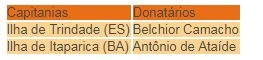 Capitanias Donatários
Ilha de Trindade (ES) Belchior Camacho
Ilha de Itaparica (BA) Antônio de Ataíde